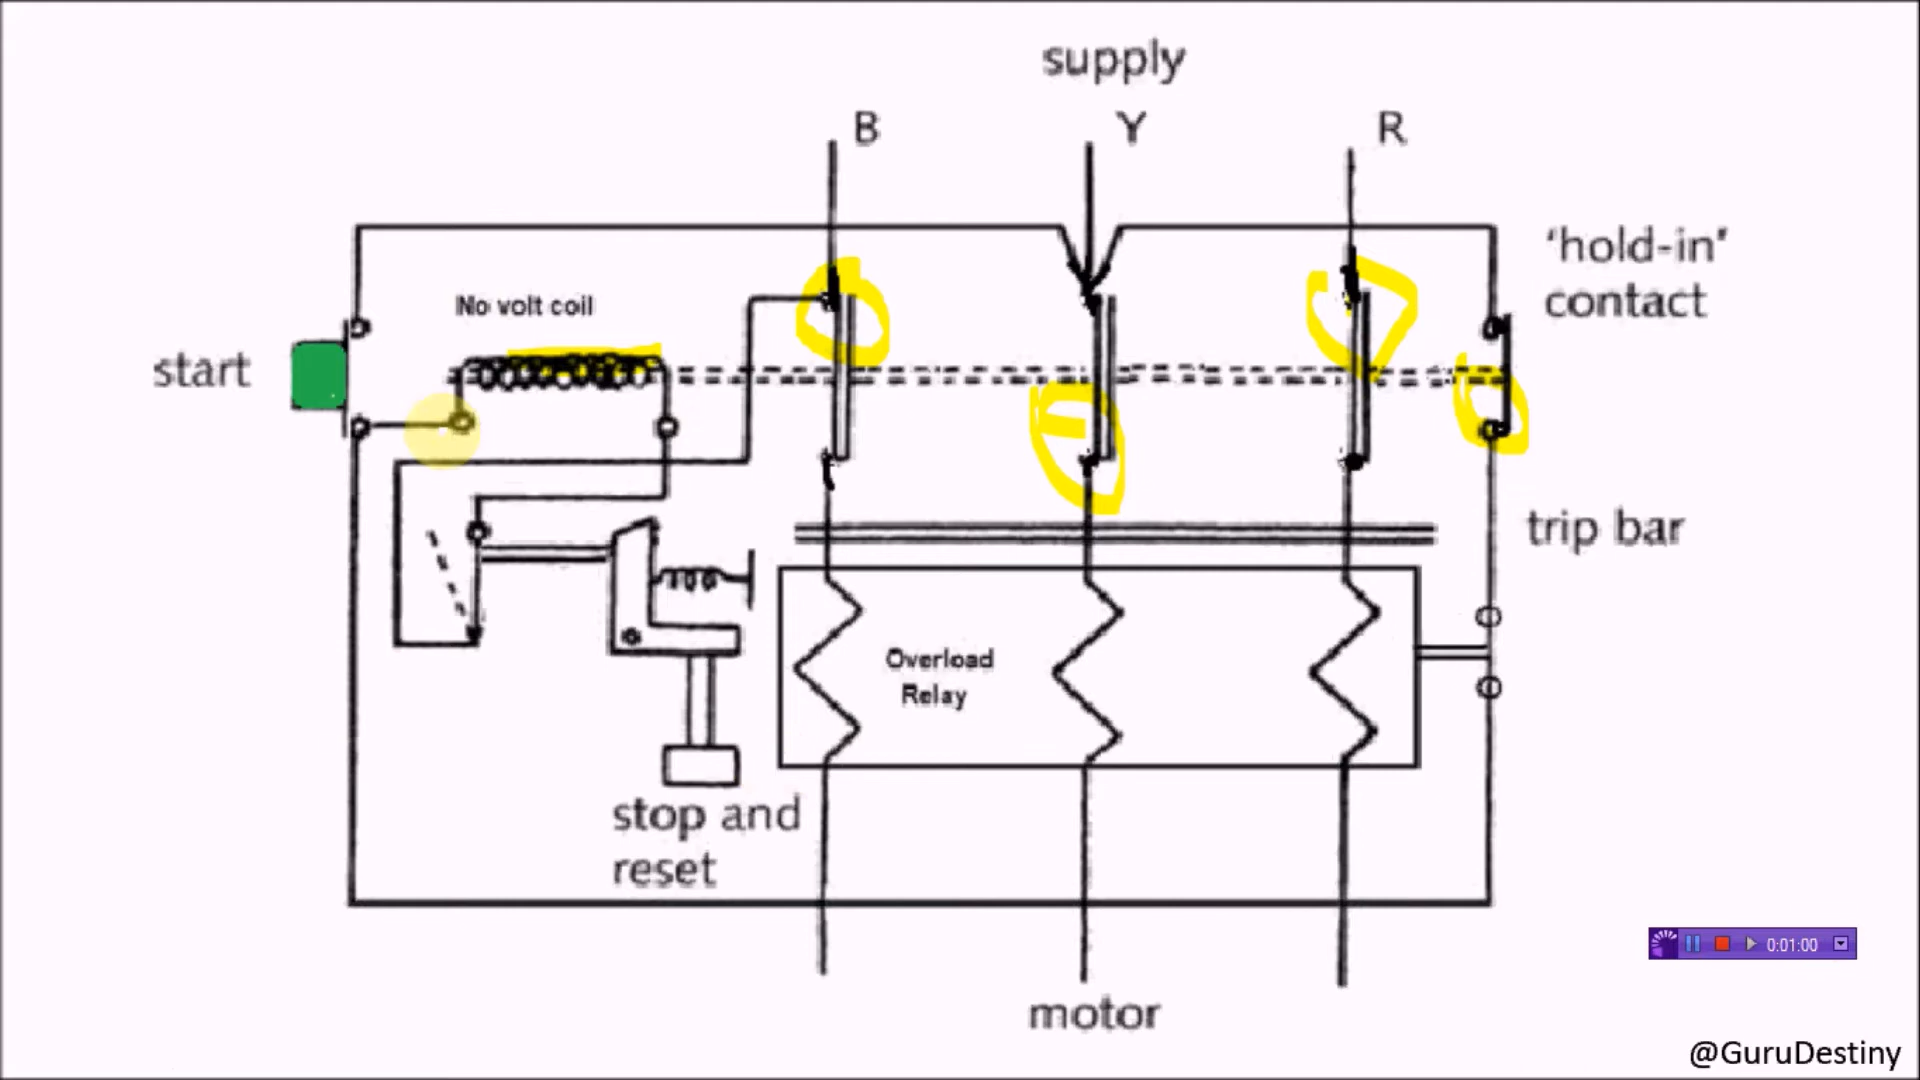 supply
B Y R
'hold-in'
contact
No volt coil
start
trip bar
Overload
Relay
stop and
reset
0:01:00
motor
@GuruDestiny